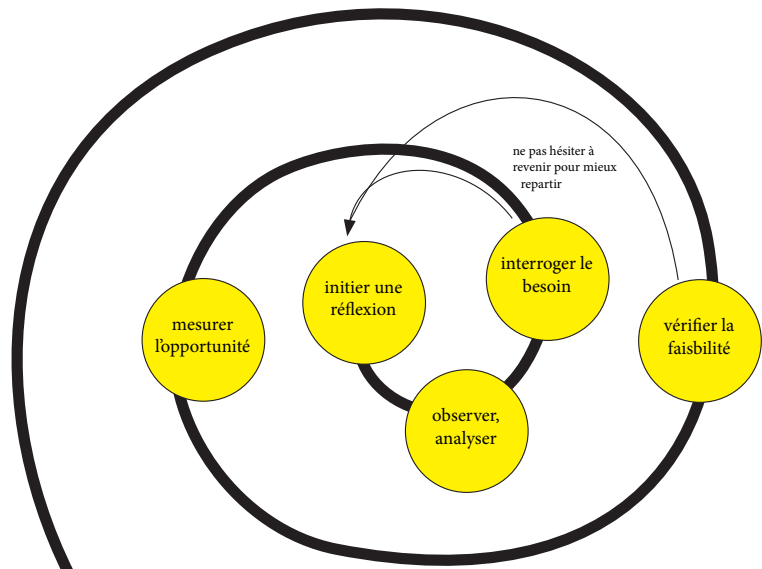 ne pas hésiter à
revenir pour mieux
repartir
interroger le
besoin
initier une
réflexion
mesurer
l'opportunité
vérifier la
faisbilité
observer,
analyser